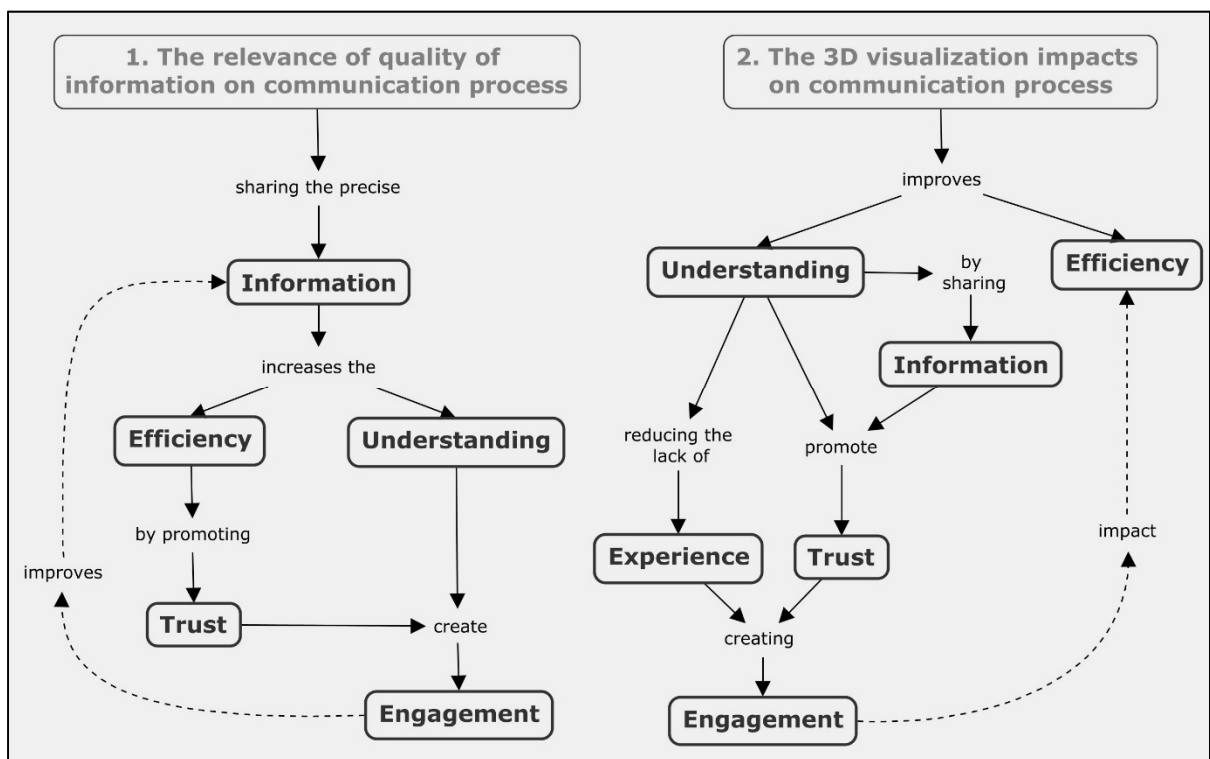 1. The relevance of quality of
information on communication process
sharing the precise
Information
increases the
Efficiency
Understanding
by promoting
improves
Trust
create
Engagement
2. The 3D visualization impacts
on communication process
improves
Understanding
by
sharing
Efficiency
Information
reducing the
lack of
promote
impact
Experience
Trust
creating
Engagement